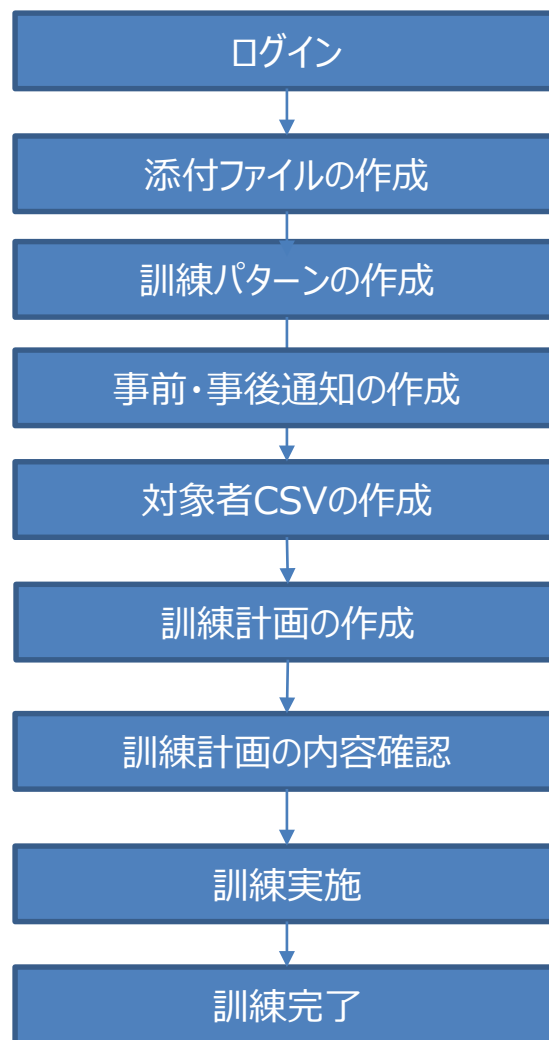 ログイン
添付ファイルの作成
訓練パターンの作成
事前・事後通知の作成
対象者CSVの作成
訓練計画の作成
訓練計画の内容確認
訓練実施
訓練完了